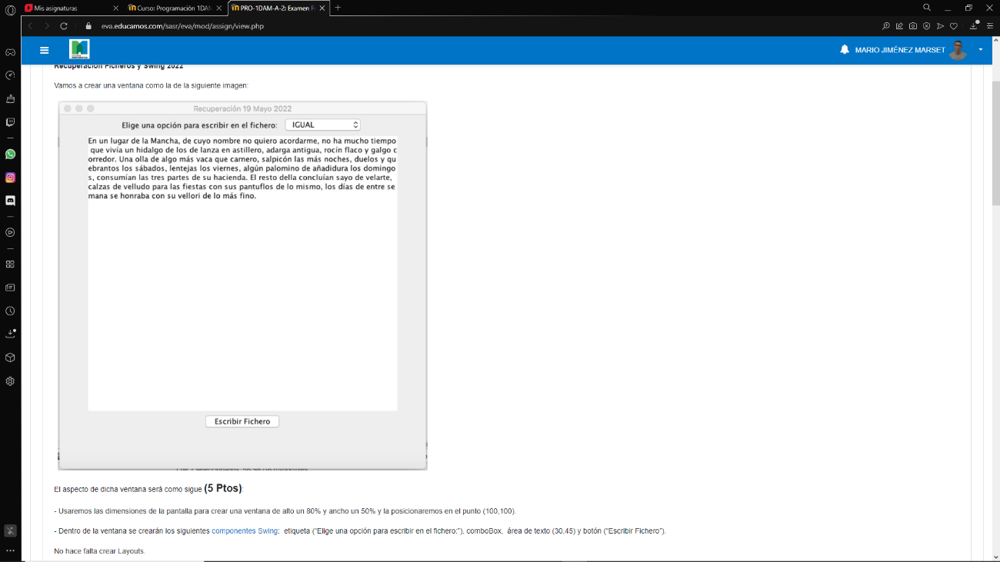 Mis asignaturas
Curso: Programación 1DAM
PRO-1DAM-A-2: Examen F
eva.educamos.com/sasr/eva/mod/assign/view.php
MARIO JIMÉNEZ MARSET
Recuperación Ficheros y Swing 2022
Vamos a crear una ventana como la de la siguiente imagen:
Recuperación 19 Mayo 2022
Elige una opción para escribir en el fichero: IGUAL
En un lugar de la Mancha, de cuyo nombre no quiero acordarme, no ha mucho tiempo
que vivía un hidalgo de los de lanza en astillero, adarga antigua, rocín flaco y galgo c
orredor. Una olla de algo más vaca que carnero, salpicón las más noches, duelos y qu
ebrantos los sábados, lentejas los viernes, algún palomino de añadidura los domingo
s, consumían las tres partes de su hacienda. El resto della concluían sayo de velarte,
calzas de velludo para las fiestas con sus pantuflos de lo mismo, los días de entre se
mana se honraba con su vellori de lo más fino.
Escribir Fichero
El aspecto de dicha ventana será como sigue (5 Ptos):
- Usaremos las dimensiones de la pantalla para crear una ventana de alto un 80% y ancho un 50% y la posicionaremos en el punto (100,100).
- Dentro de la ventana se crearán los siguientes componentes Swing: etiqueta ("Elige una opción para escribir en el fichero:"), comboBox, área de texto (30,45) y botón ("Escribir Fichero").
No hace falta crear Layouts.